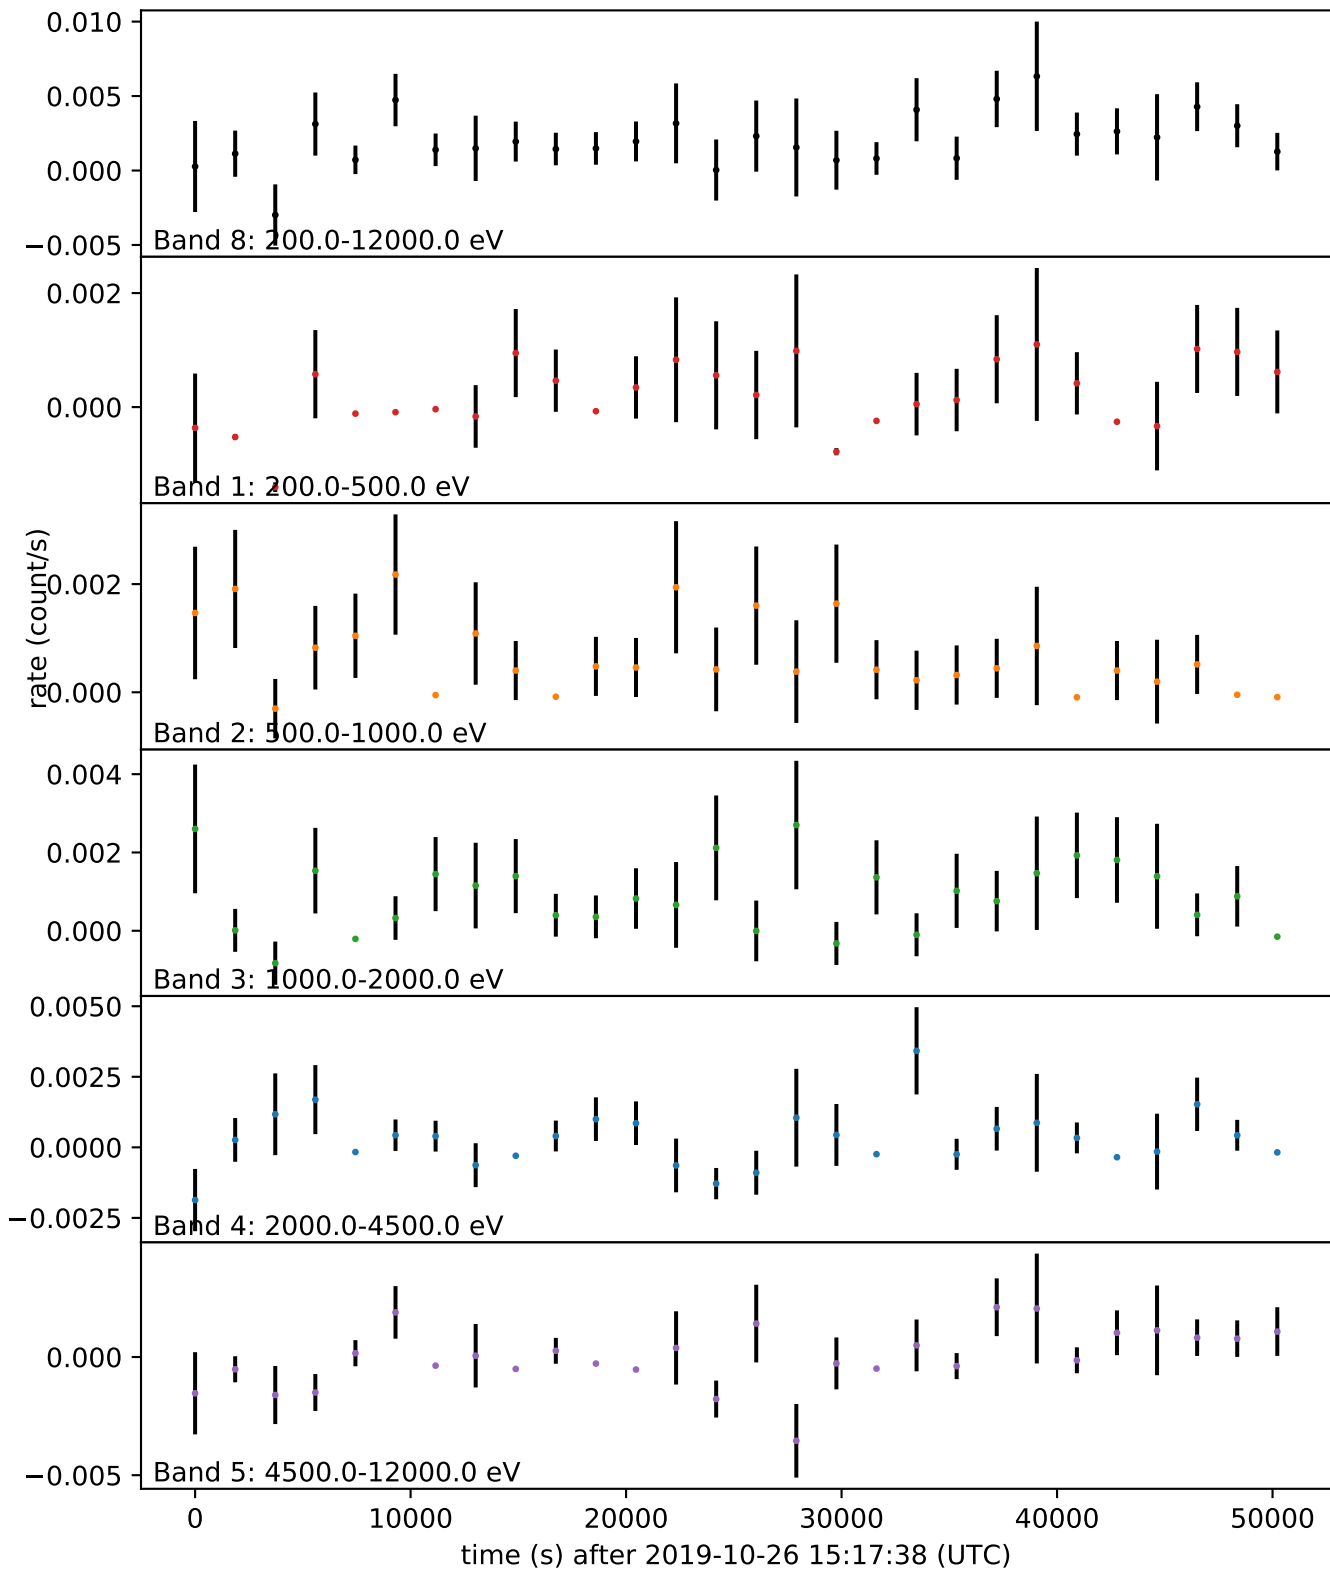 0.010
0.005
0.000
−0.005
Band 8: 200.0-12000.0 eV
0.002
0.000
Band 1: 200.0-500.0 eV
rate (count/s)
0.002
0.000
Band 2: 500.0-1000.0 eV
0.004
0.002
0.000
Band 3: 1000.0-2000.0 eV
0.0050
0.0025
0.0000
−0.0025
Band 4: 2000.0-4500.0 eV
0.000
−0.005
Band 5: 4500.0-12000.0 eV
0 10000 20000 30000 40000 50000
time (s) after 2019-10-26 15:17:38 (UTC)